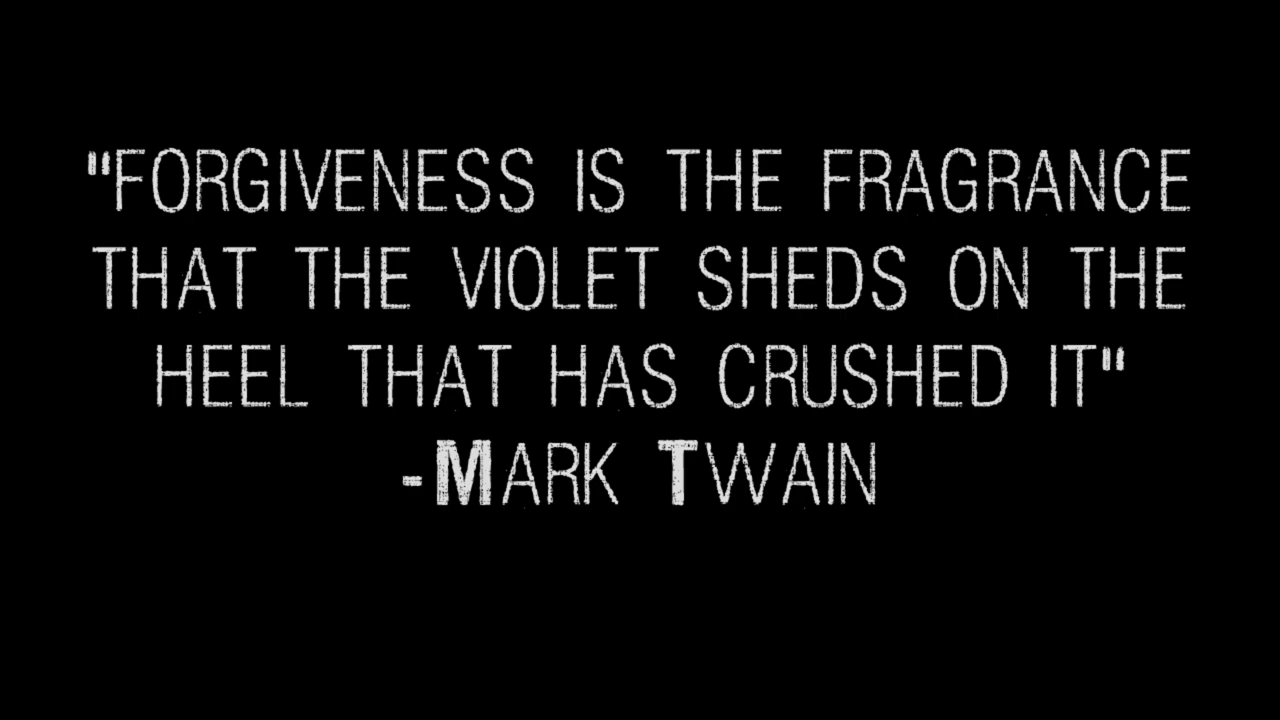 "FORGIVENESS IS THE FRAGRANCE
THAT THE VIOLET SHEDS ON THE
HEEL THAT HAS CRUSHED IT"
-MARK TWAIN